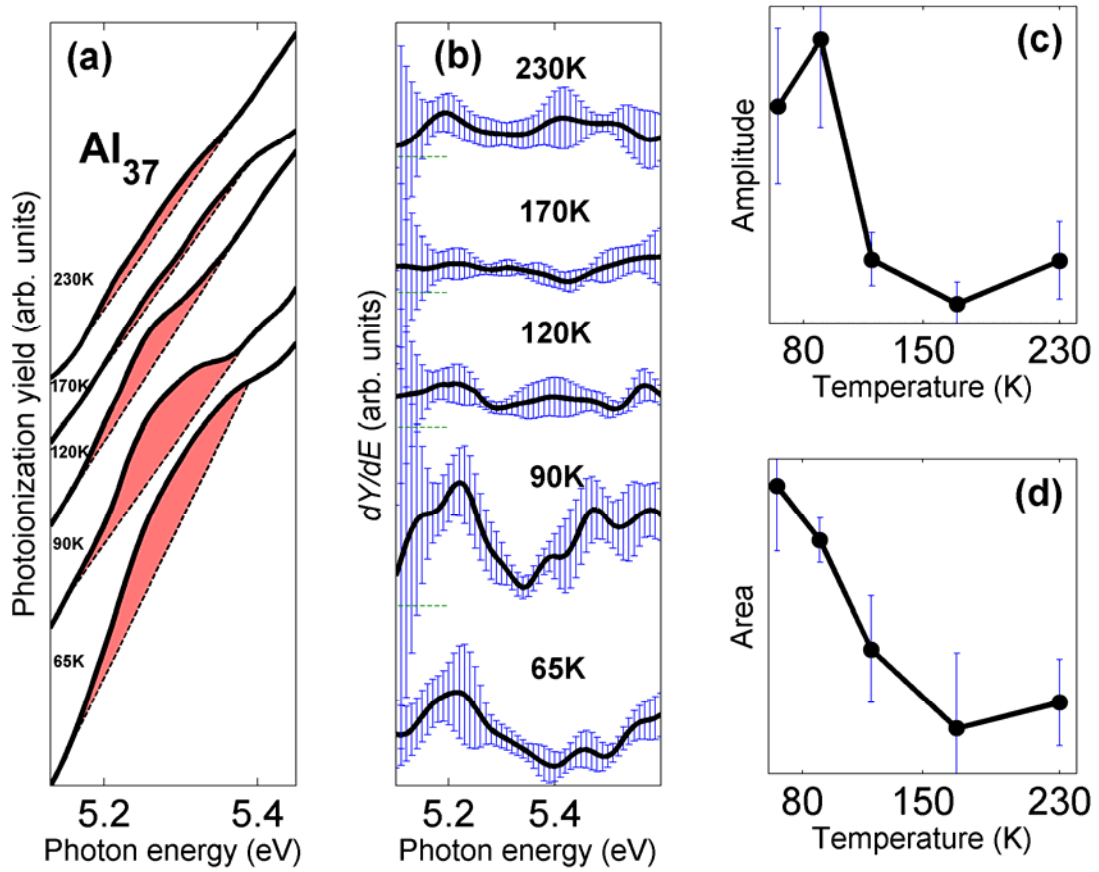 (a)
Al37
230K
170K
120K
90K
65K
Photoionization yield (arb. units)
5.2 5.4
Photon energy (eV)
(b)
230K
170K
120K
90K
65K
dY/dE (arb. units)
5.2 5.4
Photon energy (eV)
(c)
Amplitude
80 150 230
Temperature (K)
(d)
Area
80 150 230
Temperature (K)